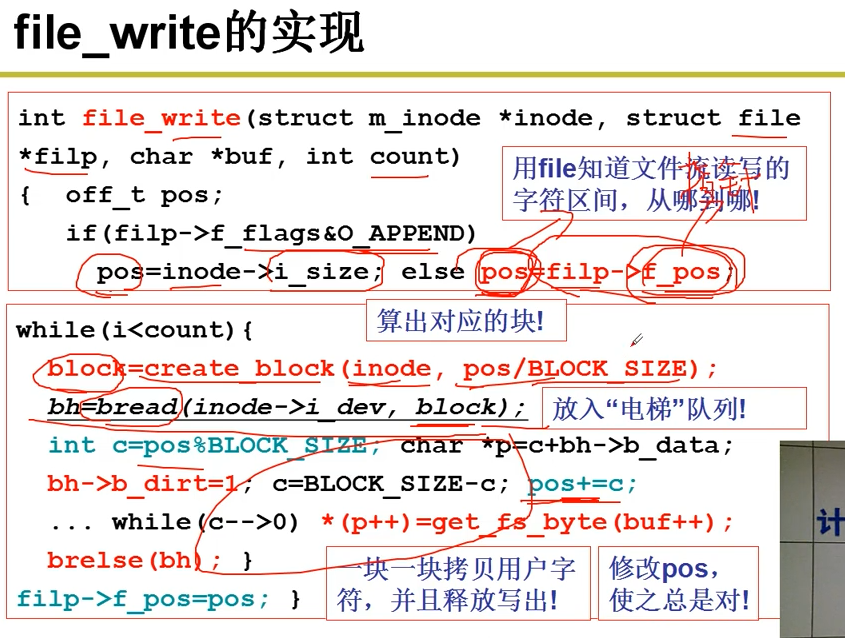 file_write的实现
int file_write(struct m_inode *inode, struct file
*filp, char *buf, int count)
用file知道文件流读写的
字符区间，从哪到哪!
{ off_t pos;
if(filp->f_flags&O_APPEND)
pos=inode->i_size; else pos=filp->f_pos;
算出对应的块!
while(i<count){
block=create_block(inode, pos/BLOCK_SIZE);
bh=bread(inode->i_dev, block);
放入“电梯”队列!
int c=pos%BLOCK_SIZE; char *p=c+bh->b_data;
bh->b_dirt=1; c=BLOCK_SIZE-c; pos+=c;
... while(c-->0) *(p++)=get_fs_byte(buf++);
brelse(bh); }
一块一块拷贝用户字
符，并且释放写出!
修改pos，
使之总是对!
filp->f_pos=pos; }
计